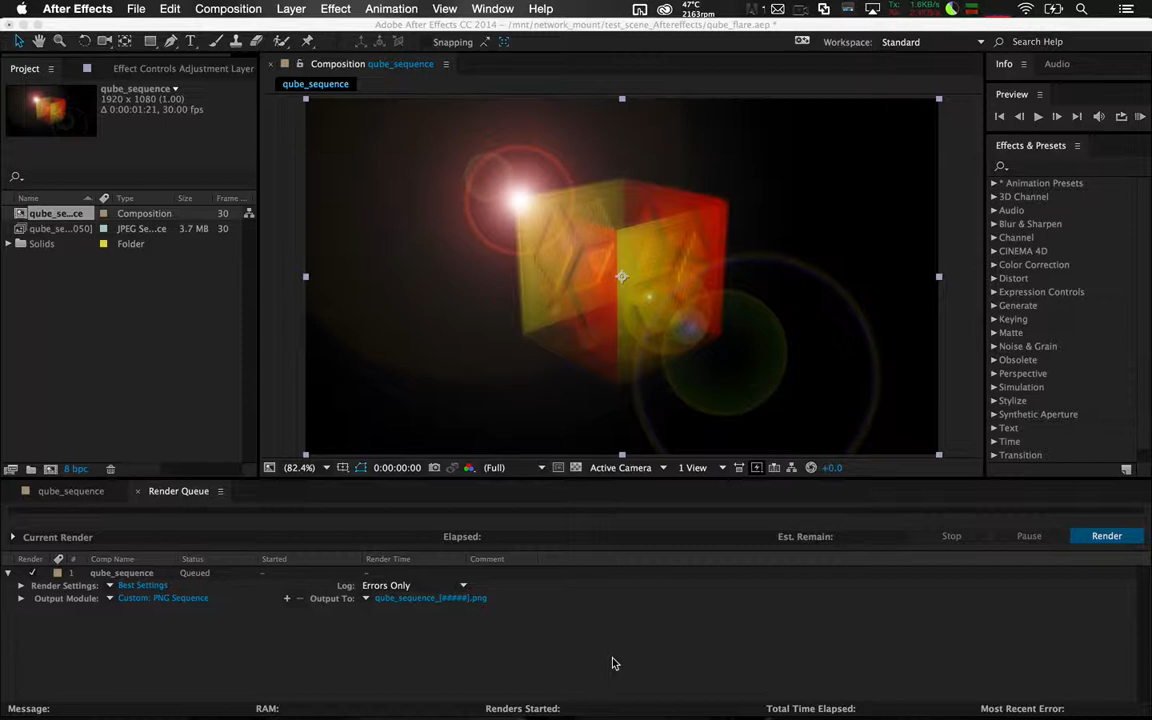 After Effects File Edit Composition Layer Effect Animation View Window Help 47°C 2163rpm 1 Tx: 1.8KB/s
Adobe After Effects CC 2014 - /mnt/network_mount/test_scene_Aftereffects/qube_flare.aep *
Snapping Workspace: Standard Search Help
Project Effect Controls Adjustment Layer Composition qube_sequence Info Audio
qube_sequence
1920 x 1080 (1.00)
Δ 0:00:01:21, 30.00 fps
qube_sequence
Preview
Effects & Presets
Name Type Size Frame ...
qube_se...ce Composition 30
qube_se...050] JPEG Se...ce 3.7 MB 30
Solids Folder
* Animation Presets
3D Channel
Audio
Blur & Sharpen
Channel
CINEMA 4D
Color Correction
Distort
Expression Controls
Generate
Keying
Matte
Noise & Grain
Obsolete
Perspective
Simulation
Stylize
Synthetic Aperture
Text
Time
Transition
8 bpc (82.4%) 0:00:00:00 (Full) Active Camera 1 View +0.0
qube_sequence Render Queue
Current Render Elapsed: Est. Remain: Stop Pause Render
Render # Comp Name Status Started Render Time Comment
1 qube_sequence Queued – –
Render Settings: Best Settings Log: Errors Only
Output Module: Custom: PNG Sequence Output To: qube_sequence_[#####].png
Message: RAM: Renders Started: Total Time Elapsed: Most Recent Error: